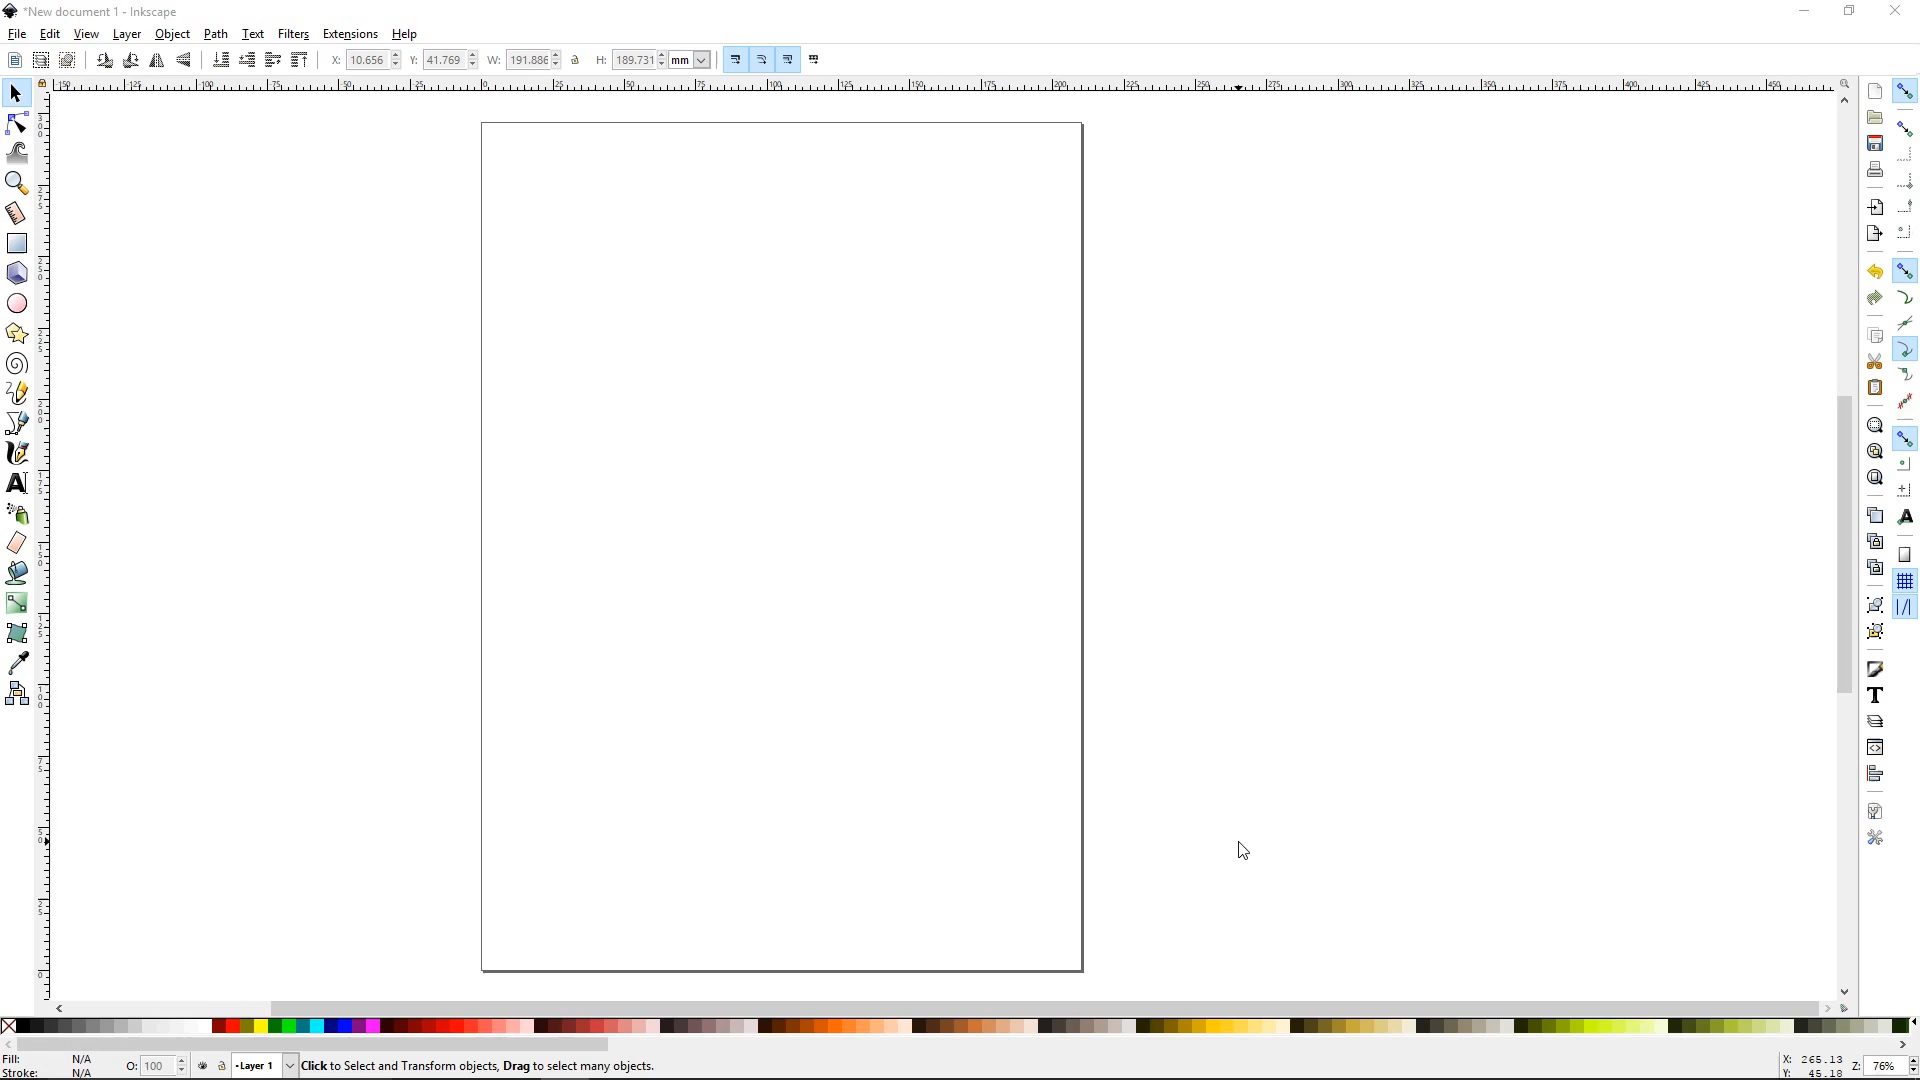 *New document 1 - Inkscape
File Edit View Layer Object Path Text Filters Extensions Help
X: 10.656 Y: 41.769 W: 191.886 H: 189.731 mm
Fill: N/A
Stroke: N/A
O: 100
Layer 1
Click to Select and Transform objects, Drag to select many objects.
X: 265.13
Y: 45.18
Z: 76%